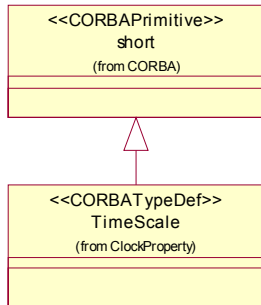 <<CORBAPrimitive>>
short
(from CORBA)
<<CORBATypeDef>>
TimeScale
(from ClockProperty)